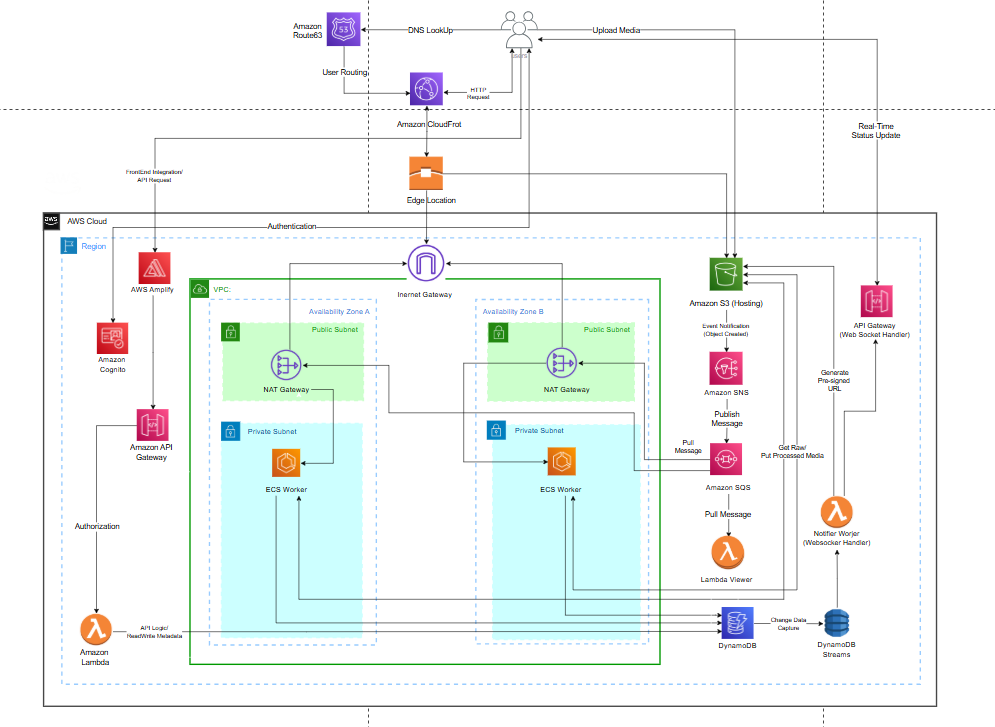 Amazon
Route53
53
DNS LookUp
users
Upload Media
User Routing
HTTP
Request
Amazon CloudFrot
Real-Time
Status Update
FrontEnd Integration/
API Request
Edge Location
aws
AWS Cloud
Authentication
Region
AWS Amplify
Inernet Gateway
VPC:
Amazon S3 (Hosting)
Availability Zone A
Availability Zone B
Public Subnet
Public Subnet
Event Notification
(Object Created)
API Gateway
(Web Socket Handler)
Amazon
Cognito
NAT Gateway
NAT Gateway
Amazon SNS
Generate
Pre-signed
URL
Publish
Message
Private Subnet
Private Subnet
Amazon API
Gateway
Pull
Message
Get Raw/
Put Processed Media
ECS Worker
ECS Worker
Amazon SQS
Pull Message
Authorization
Notifier Worjer
(Websocker Handler)
Lambda Viewer
API Logic/
ReadWrite Metadata
Amazon
Lambda
Change Data
Capture
DynamoDB
DynamoDB
Streams